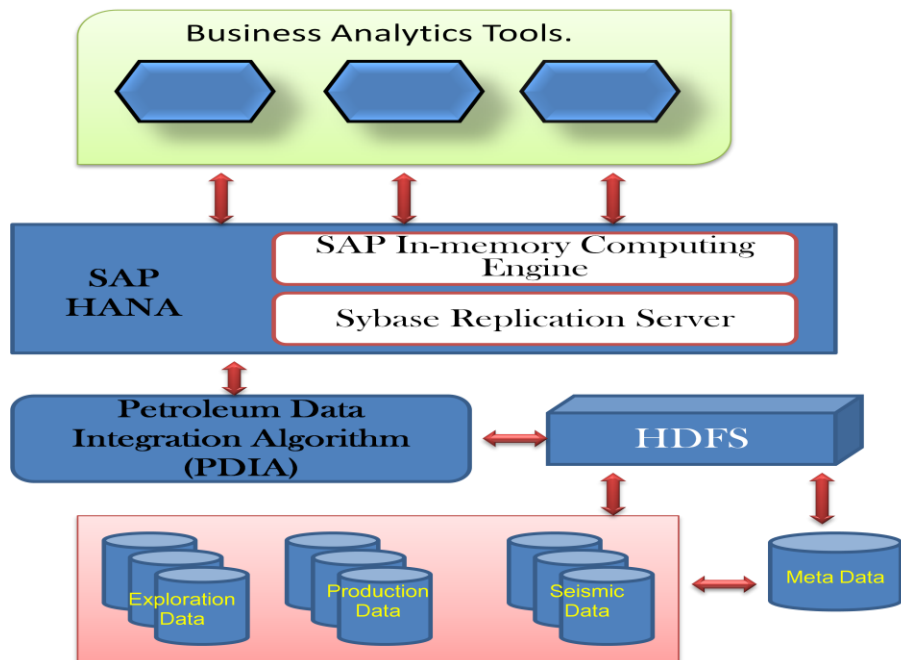 Business Analytics Tools.
SAP In-memory Computing
Engine
SAP
HANA
Sybase Replication Server
Petroleum Data
Integration Algorithm
(PDIA)
HDFS
Exploration
Data
Production
Data
Seismic
Data
Meta Data